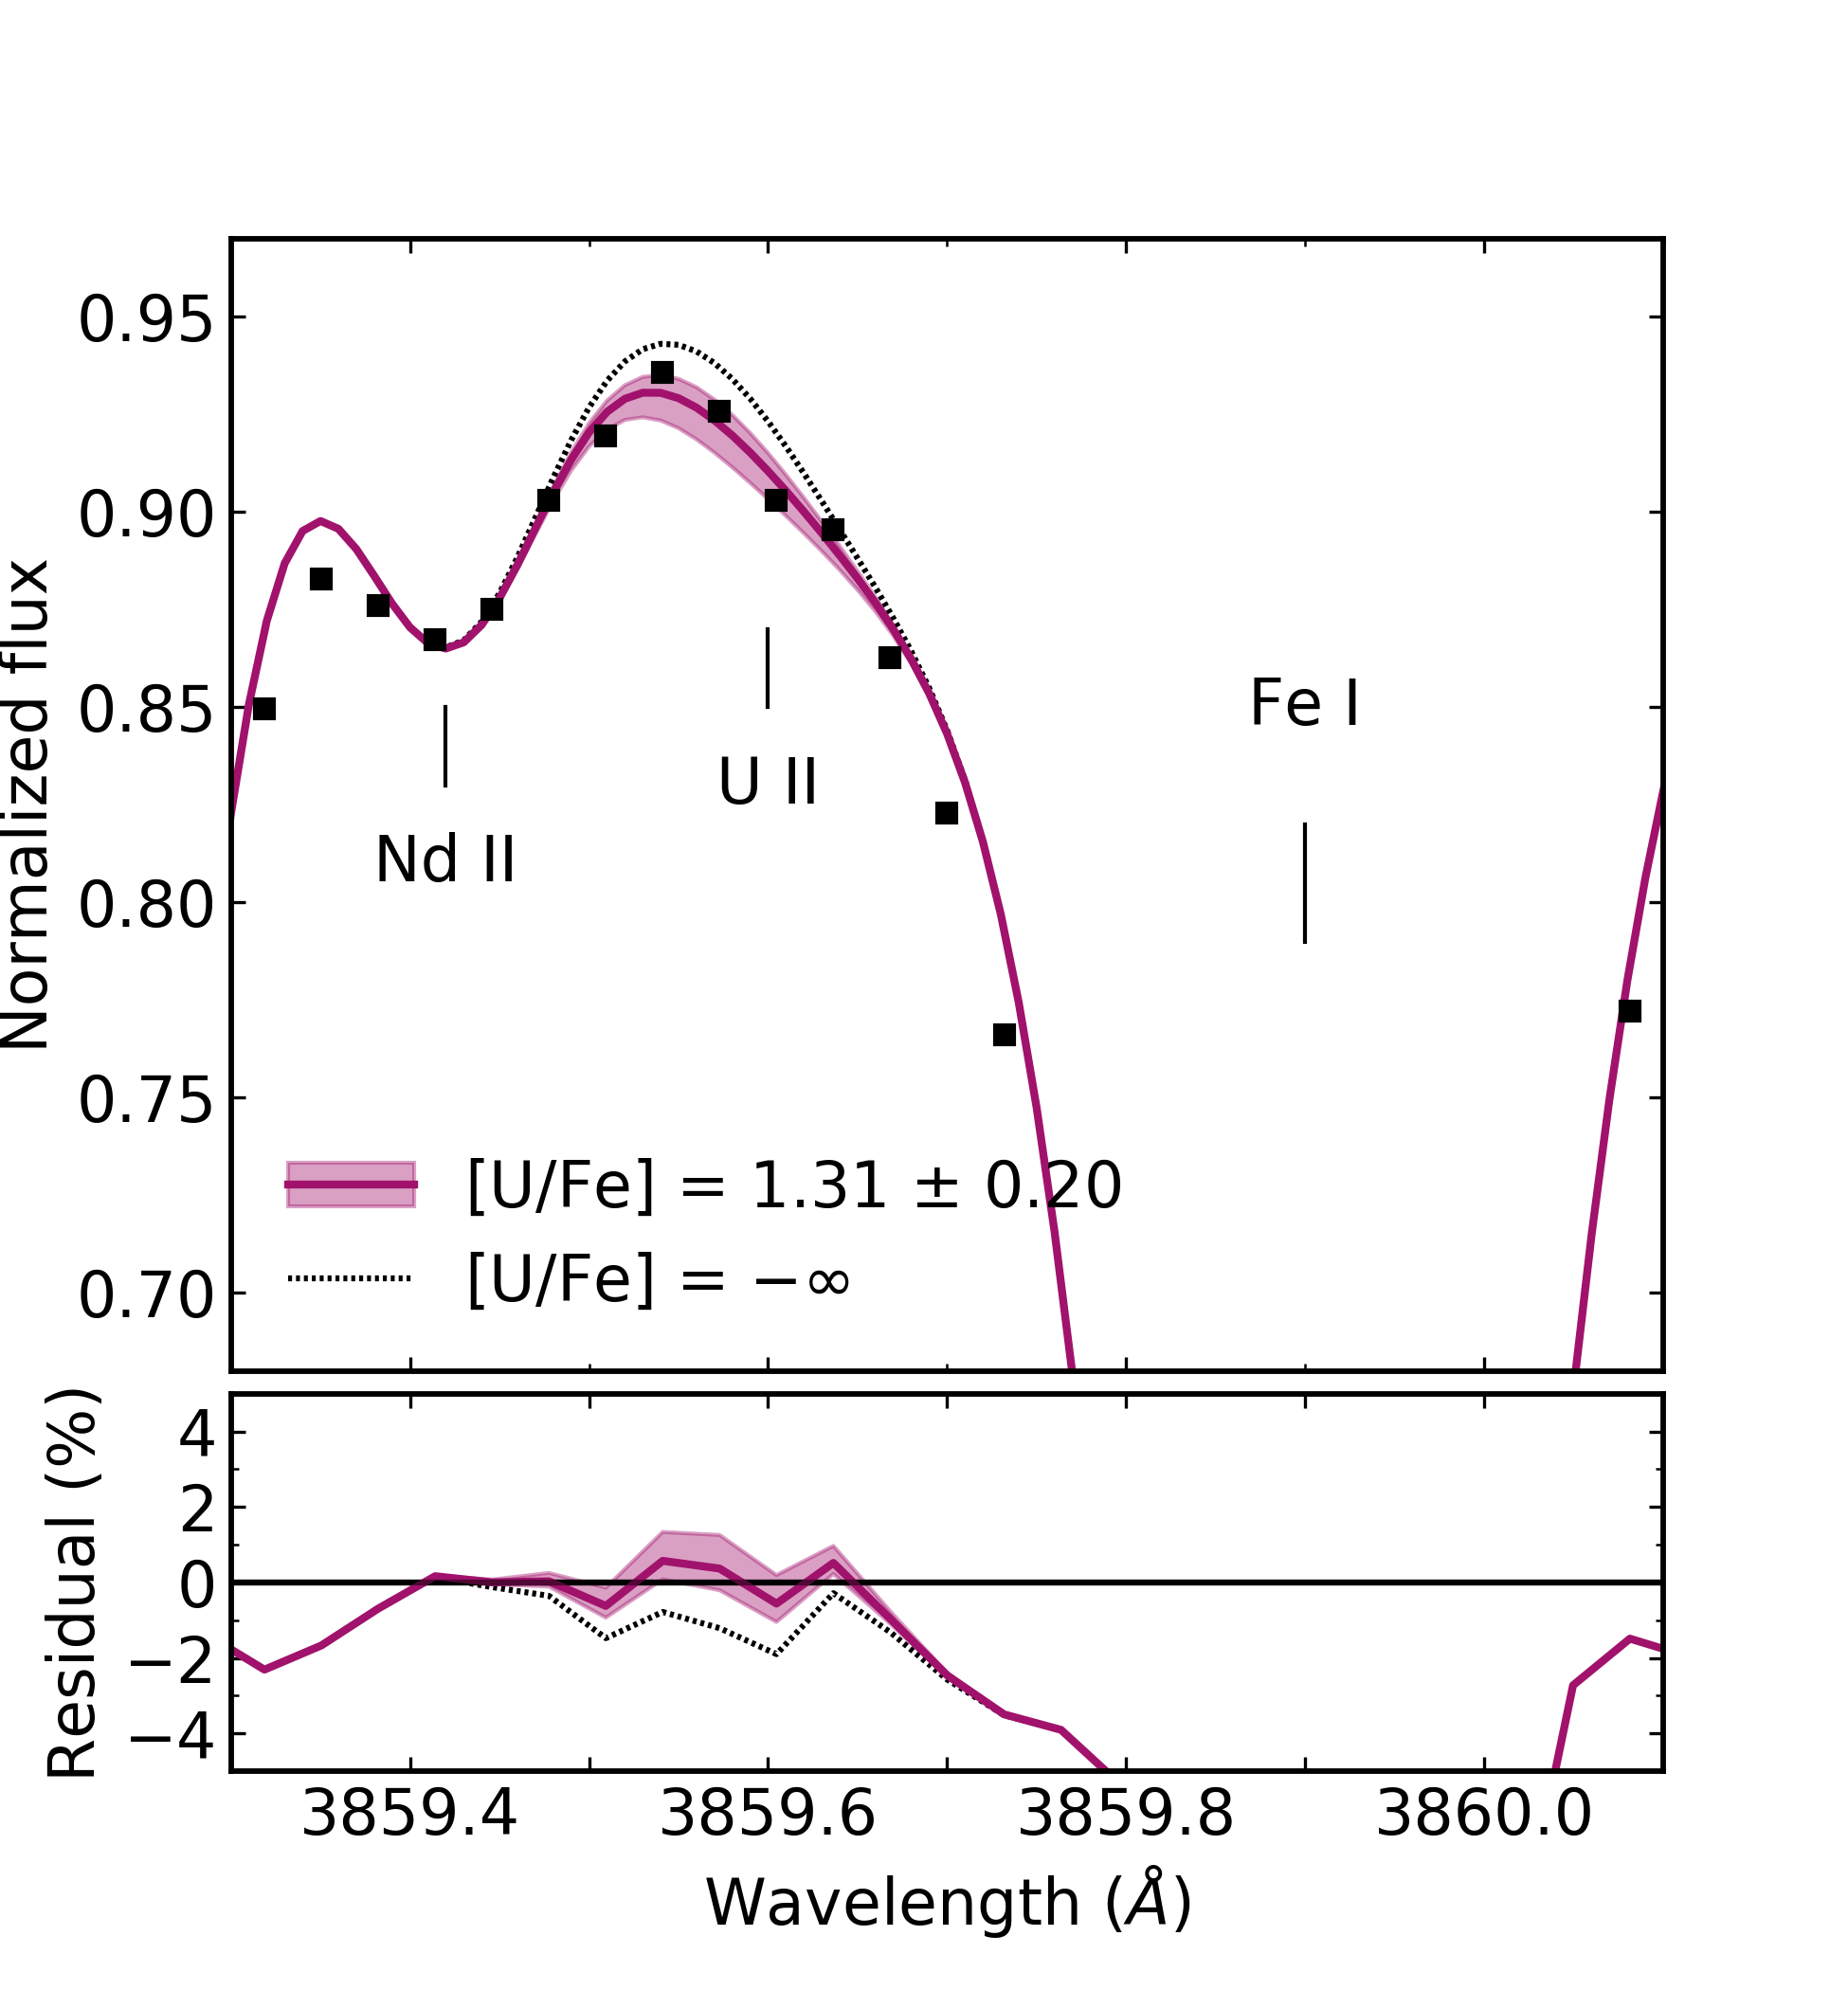 0.95
0.90
0.85
0.80
0.75
0.70
Normalized flux
Nd II
U II
Fe I
[U/Fe] = 1.31 ± 0.20
[U/Fe] = −∞
4
2
0
−2
−4
Residual (%)
3859.4 3859.6 3859.8 3860.0
Wavelength (Å)